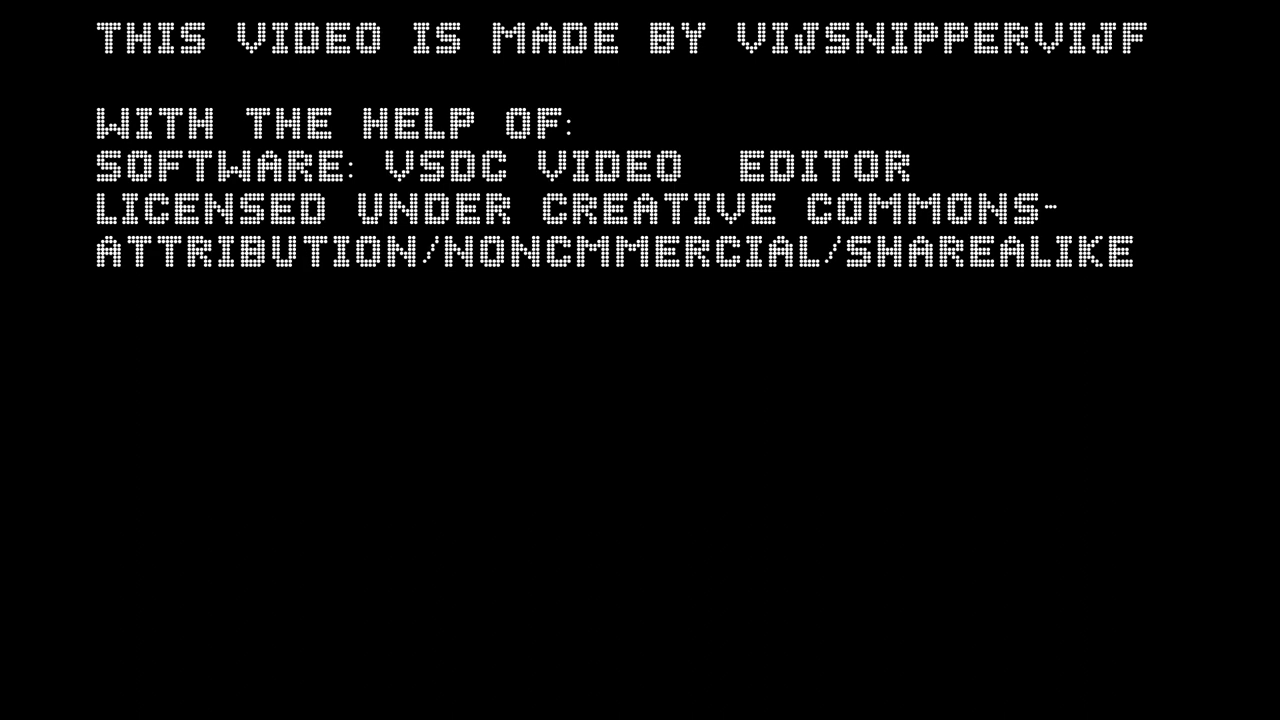 THIS VIDEO IS MADE BY VIJSNIPPERVIJF
WITH THE HELP OF:
SOFTWARE: VSDC VIDEO  EDITOR
LICENSED UNDER CREATIVE COMMONS-
ATTRIBUTION/NONCMMERCIAL/SHAREALIKE